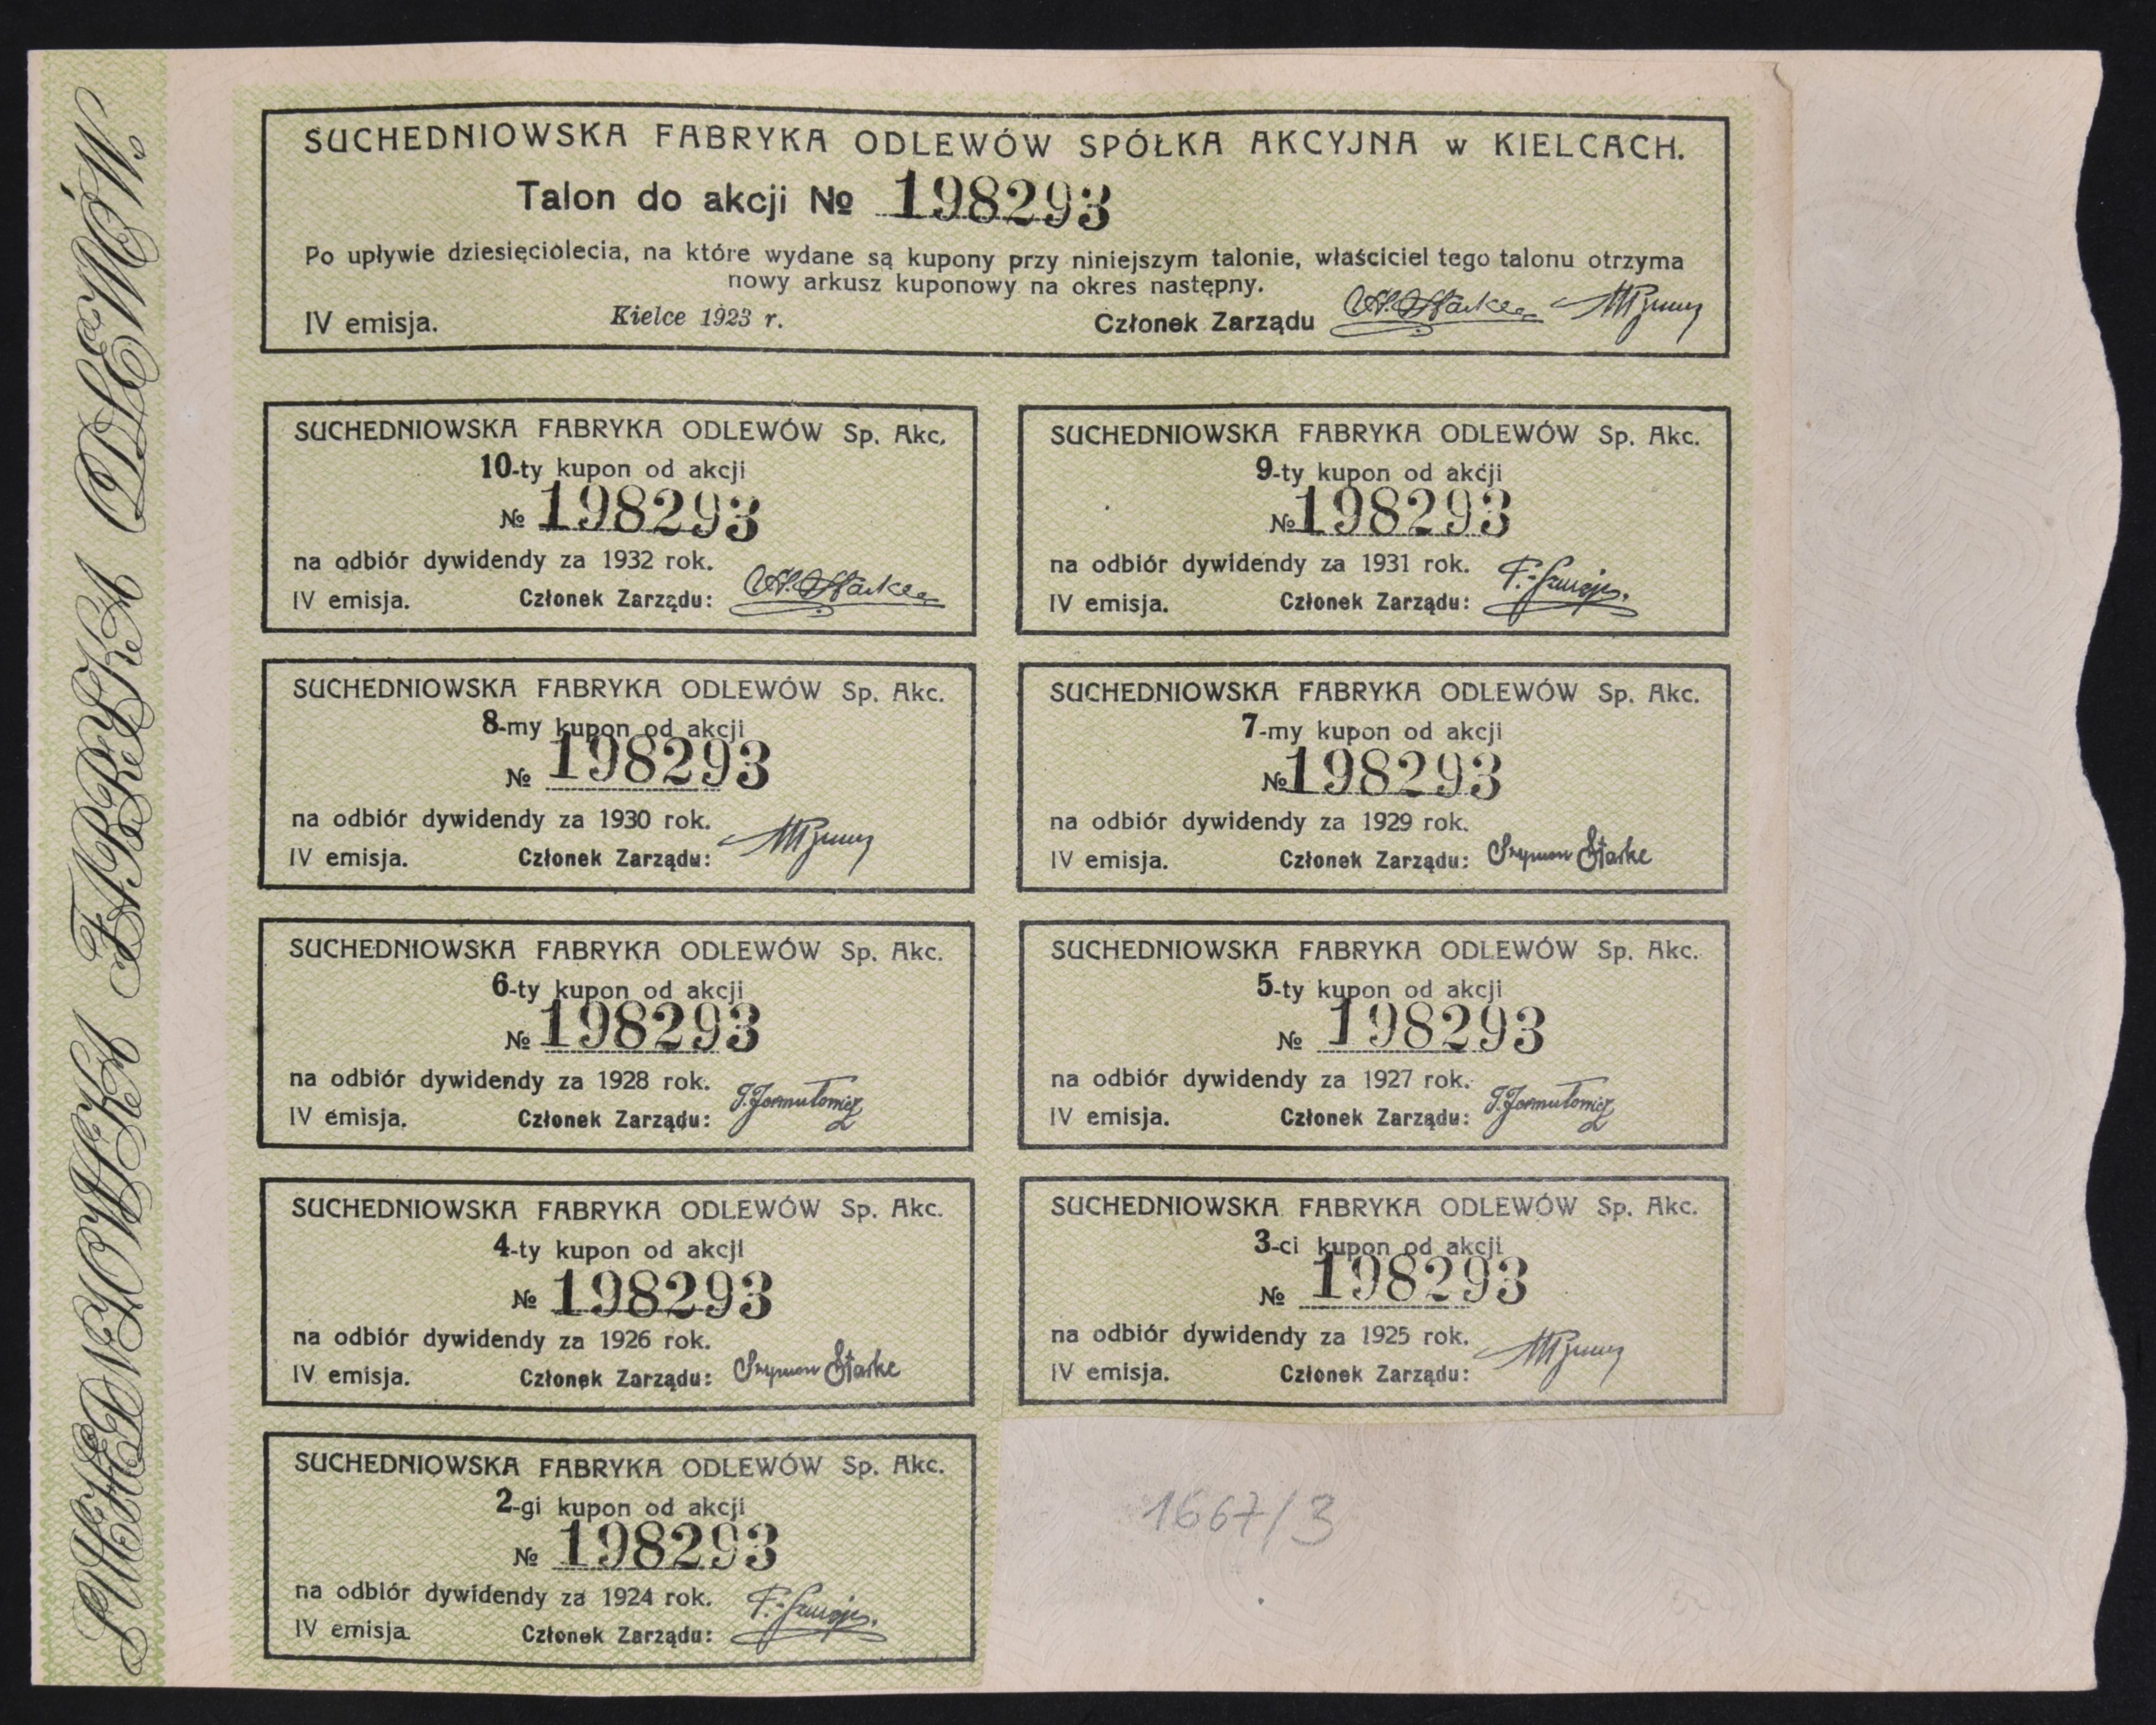 SUCHEDNIOWSKA FABRYKA ODLEWÓW.
SUCHEDNIOWSKA FABRYKA ODLEWÓW SPÓŁKA AKCYJNA w KIELCACH.
Talon do akcji № 198293
Po upływie dziesięciolecia, na które wydane są kupony przy niniejszym talonie, właściciel tego talonu otrzyma
nowy arkusz kuponowy na okres następny.
IV emisja. Kielce 1923 r. Członek Zarządu
SUCHEDNIOWSKA FABRYKA ODLEWÓW Sp. Akc.
10-ty kupon od akcji
№ 198293
na odbiór dywidendy za 1932 rok.
IV emisja. Członek Zarządu:
SUCHEDNIOWSKA FABRYKA ODLEWÓW Sp. Akc.
9-ty kupon od akcji
№ 198293
na odbiór dywidendy za 1931 rok.
IV emisja. Członek Zarządu:
SUCHEDNIOWSKA FABRYKA ODLEWÓW Sp. Akc.
8-my kupon od akcji
№ 198293
na odbiór dywidendy za 1930 rok.
IV emisja. Członek Zarządu:
SUCHEDNIOWSKA FABRYKA ODLEWÓW Sp. Akc.
7-my kupon od akcji
№ 198293
na odbiór dywidendy za 1929 rok.
IV emisja. Członek Zarządu: Szymon Starke
SUCHEDNIOWSKA FABRYKA ODLEWÓW Sp. Akc.
6-ty kupon od akcji
№ 198293
na odbiór dywidendy za 1928 rok.
IV emisja. Członek Zarządu:
SUCHEDNIOWSKA FABRYKA ODLEWÓW Sp. Akc.
5-ty kupon od akcji
№ 198293
na odbiór dywidendy za 1927 rok.
IV emisja. Członek Zarządu:
SUCHEDNIOWSKA FABRYKA ODLEWÓW Sp. Akc.
4-ty kupon od akcji
№ 198293
na odbiór dywidendy za 1926 rok.
IV emisja. Członek Zarządu: Szymon Starke
SUCHEDNIOWSKA FABRYKA ODLEWÓW Sp. Akc.
3-ci kupon od akcji
№ 198293
na odbiór dywidendy za 1925 rok.
IV emisja. Członek Zarządu:
SUCHEDNIOWSKA FABRYKA ODLEWÓW Sp. Akc.
2-gi kupon od akcji
№ 198293
na odbiór dywidendy za 1924 rok.
IV emisja Członek Zarządu:
1667/3